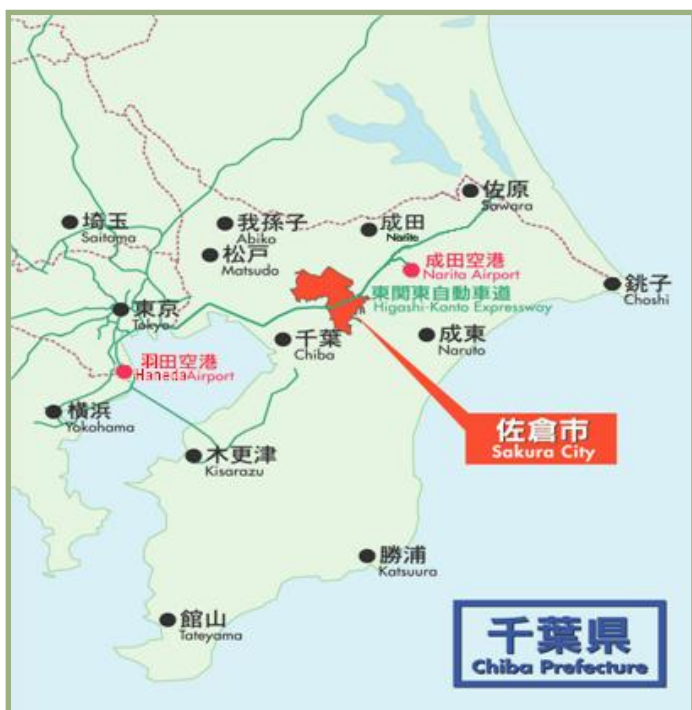 佐原
Sawara
埼玉
Saitama
我孫子
Abiko
成田
松戸
Matsudo
成田空港
Narita Airport
東関東自動車道
Higashi-Kanto Expressway
銚子
Choshi
東京
Tokyo
千葉
Chiba
成東
Naruto
羽田空港
Haneda Airport
横浜
Yokohama
佐倉市
Sakura City
木更津
Kisarazu
勝浦
Katsuura
館山
Tateyama
千葉県
Chiba Prefecture